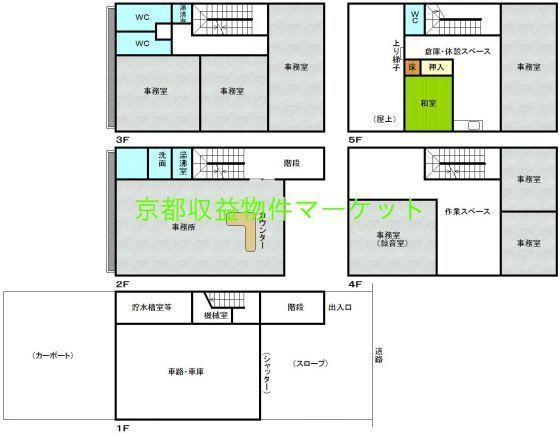 WC
湯沸室
WC
事務室
事務室
事務室
3F
WC
上り梯子
倉庫・休憩スペース
事務室
床
押入
和室
(屋上)
5F
洗面
湯沸室
階段
事務所
カウンター
2F
作業スペース
事務室
事務室
(録音室)
事務室
4F
京都収益物件マーケット
貯水槽室等
機械室
階段
出入口
(カーポート)
車路・車庫
(シャッター)
(スロープ)
道路
1F